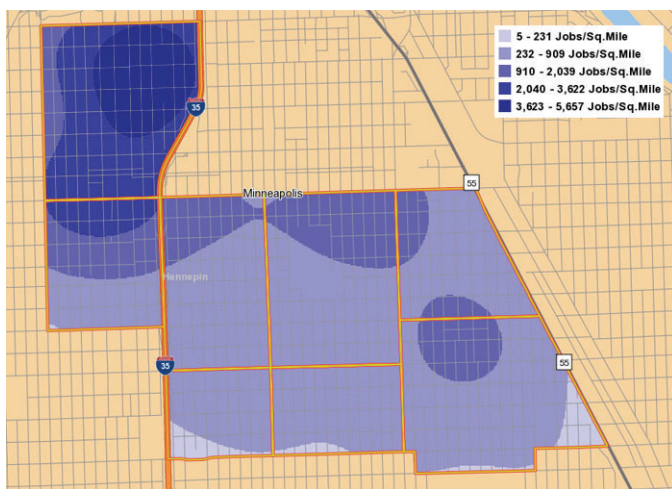 5 - 231 Jobs/Sq.Mile
232 - 909 Jobs/Sq.Mile
910 - 2,039 Jobs/Sq.Mile
2,040 - 3,622 Jobs/Sq.Mile
3,623 - 5,657 Jobs/Sq.Mile
35
55
Minneapolis
Hennepin
35
55